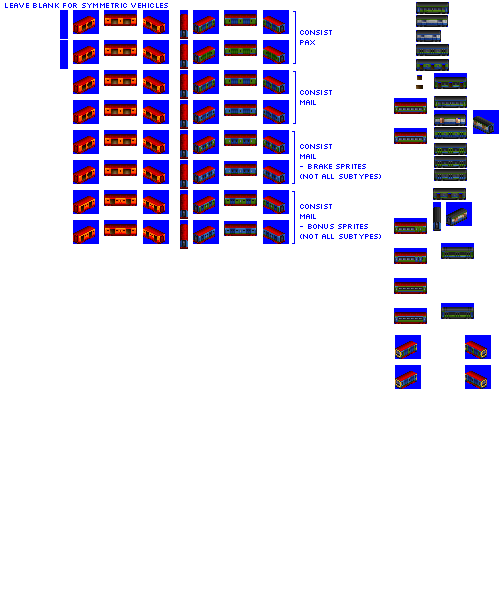 LEAVE BLANK FOR SYMMETRIC VEHICLES
CONSIST
PAX
CONSIST
MAIL
CONSIST
MAIL
- BRAKE SPRITES
(NOT ALL SUBTYPES)
CONSIST
MAIL
- BONUS SPRITES
(NOT ALL SUBTYPES)